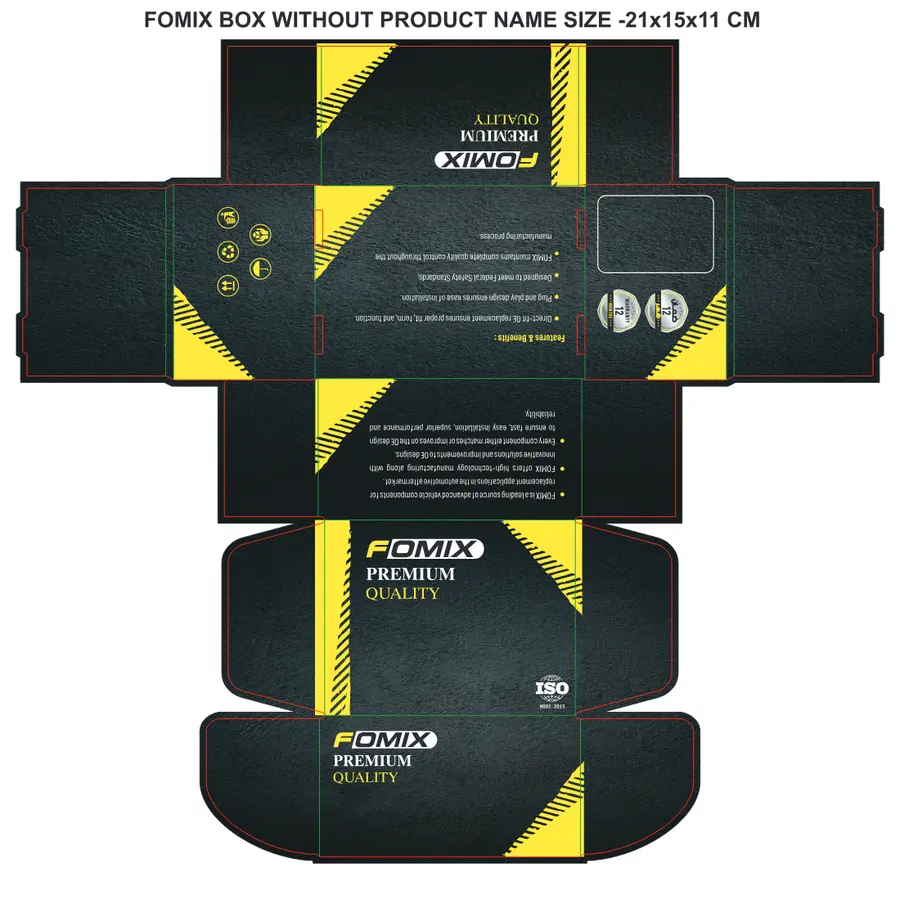 FOMIX BOX WITHOUT PRODUCT NAME SIZE -21x15x11 CM
FOMIX
PREMIUM
QUALITY
Features & Benefits :
Direct-fit OE replacement ensures proper fit, form, and function.
Plug and play design ensures ease of installation.
Designed to meet Federal Safety Standards.
FOMIX maintains complete quality control throughout the
manufacturing process.
12
WARRANTY
12
FOMIX is a leading source of advanced vehicle components for
replacement applications in the automotive aftermarket.
FOMIX offers high-technology manufacturing along with
innovative solutions and improvements to OE designs.
Every component either matches or improves on the OE design
to ensure fast, easy installation, superior performance and
reliability.
FOMIX
PREMIUM
QUALITY
ISO
9001:2015
FOMIX
PREMIUM
QUALITY